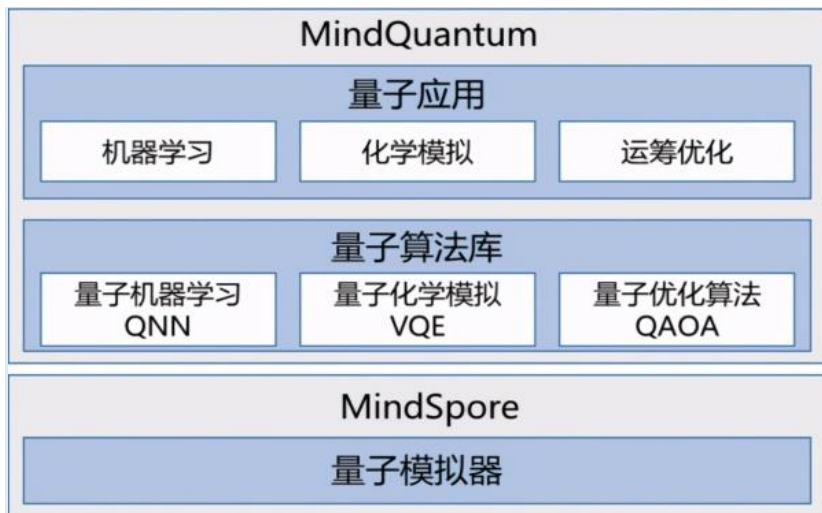 MindQuantum
量子应用
机器学习
化学模拟
运筹优化
量子算法库
量子机器学习
QNN
量子化学模拟
VQE
量子优化算法
QAOA
MindSpore
量子模拟器